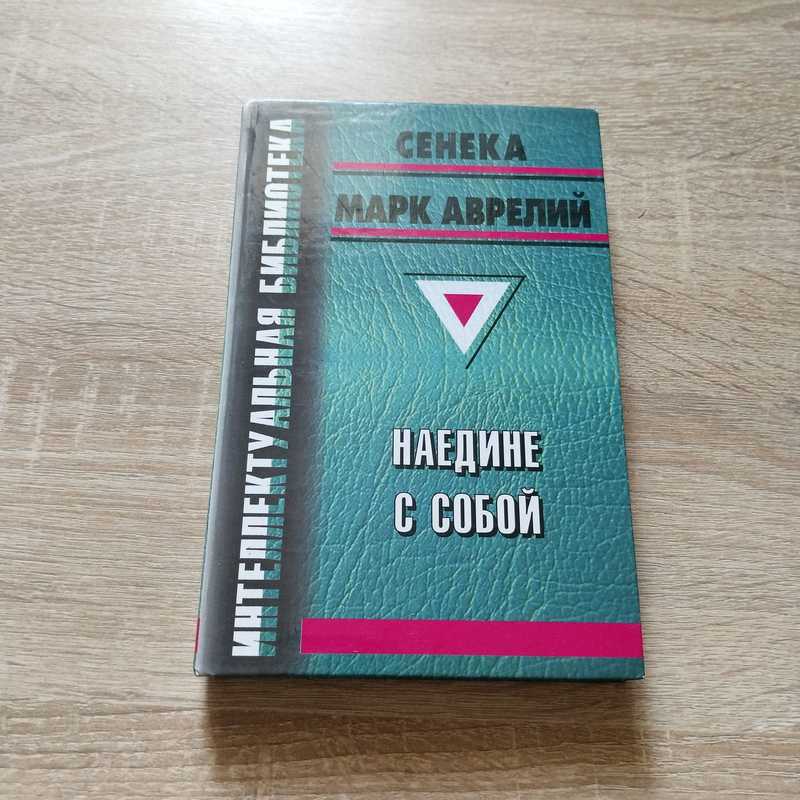 СЕНЕКА
МАРК АВРЕЛИЙ
НАЕДИНЕ
С СОБОЙ
ИНТЕЛЛЕКТУАЛЬНАЯ БИБЛИОТЕКА